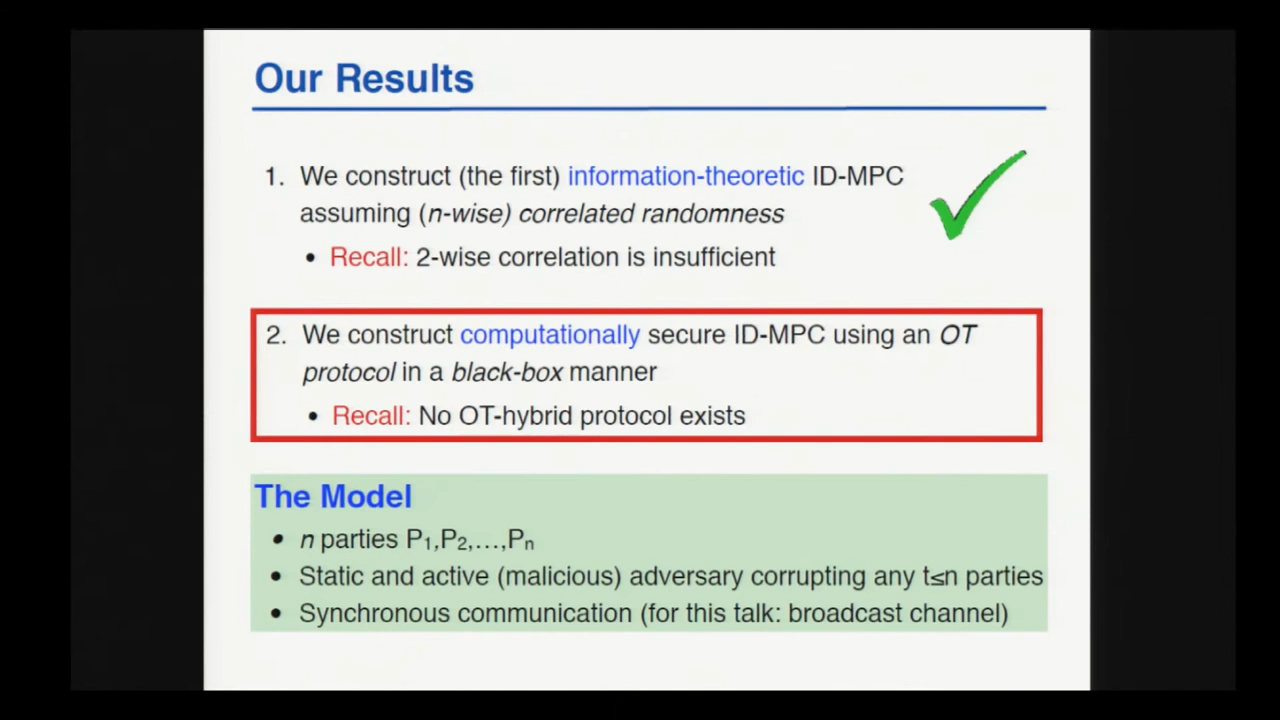 Our Results
1. We construct (the first) information-theoretic ID-MPC
assuming (n-wise) correlated randomness
• Recall: 2-wise correlation is insufficient
2. We construct computationally secure ID-MPC using an OT
protocol in a black-box manner
• Recall: No OT-hybrid protocol exists
The Model
• n parties P₁,P₂,…,Pₙ
• Static and active (malicious) adversary corrupting any t≤n parties
• Synchronous communication (for this talk: broadcast channel)